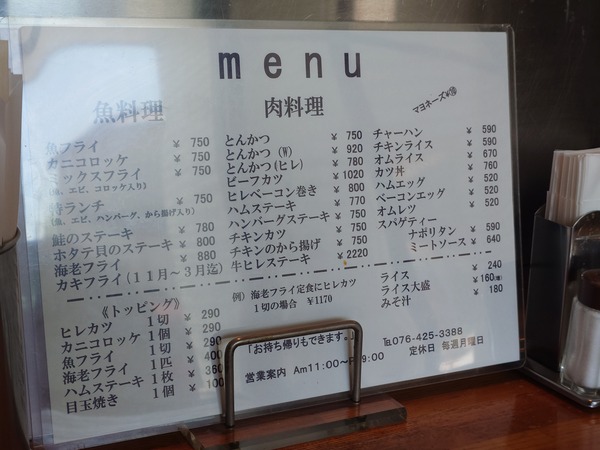 menu
魚料理
魚フライ ¥ 750
カニコロッケ ¥ 750
ミックスフライ
(魚、エビ、コロッケ入り)
ランチ ¥ 750
(魚、エビ、ハンバーグ、から揚げ入り)
鮭のステーキ ¥ 780
ホタテ貝のステーキ ¥ 800
海老フライ ¥ 880
カキフライ(11月~3月迄)
肉料理
とんかつ ¥ 750
とんかつ (W) ¥ 920
とんかつ(ヒレ) ¥ 780
ビーフカツ ¥ 1020
ヒレベーコン巻き ¥ 800
ハムステーキ ¥ 770
ハンバーグステーキ ¥ 750
チキンカツ ¥ 750
チキンのから揚げ ¥ 750
牛ヒレステーキ ¥ 2220
マヨネーズ¥
チャーハン ¥ 590
チキンライス ¥ 590
オムライス ¥ 670
カツ丼 ¥ 760
ハムエッグ ¥ 520
ベーコンエッグ ¥ 520
オムレツ ¥ 520
スパゲティー
ナポリタン ¥ 590
ミートソース ¥ 640
《トッピング》
ヒレカツ 1切 ¥ 290
カニコロッケ 1個 ¥ 290
魚フライ 1切 ¥ 400
海老フライ 1匹 ¥ 360
ハムステーキ 1枚 ¥
目玉焼き 1個 ¥ 100
例) 海老フライ定食にヒレカツ
1切の場合 ¥1170
ライス ¥ 240
ライス大盛 ¥ 160(増)
みそ汁 ¥ 180
「お持ち帰りもできます。」
営業案内 Am11:00~ 9:00
℡076-425-3388
定休日 毎週月曜日